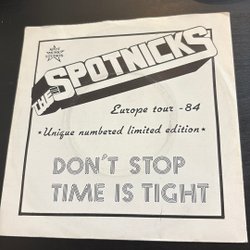 THE SPOTNICKS
Europe tour -84
* Unique numbered limited edition *
DON'T STOP
TIME IS TIGHT